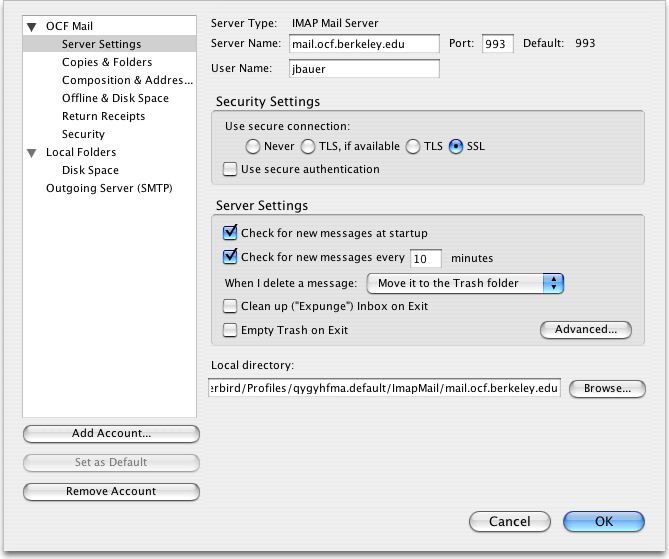 OCF Mail
Server Settings
Copies & Folders
Composition & Addres...
Offline & Disk Space
Return Receipts
Security
Local Folders
Disk Space
Outgoing Server (SMTP)
Add Account...
Set as Default
Remove Account
Server Type: IMAP Mail Server
Server Name: mail.ocf.berkeley.edu Port: 993 Default: 993
User Name: jbauer
Security Settings
Use secure connection:
Never TLS, if available TLS SSL
Use secure authentication
Server Settings
Check for new messages at startup
Check for new messages every 10 minutes
When I delete a message: Move it to the Trash folder
Clean up ("Expunge") Inbox on Exit
Empty Trash on Exit Advanced...
Local directory:
erbird/Profiles/qygyhfma.default/ImapMail/mail.ocf.berkeley.edu Browse...
Cancel OK